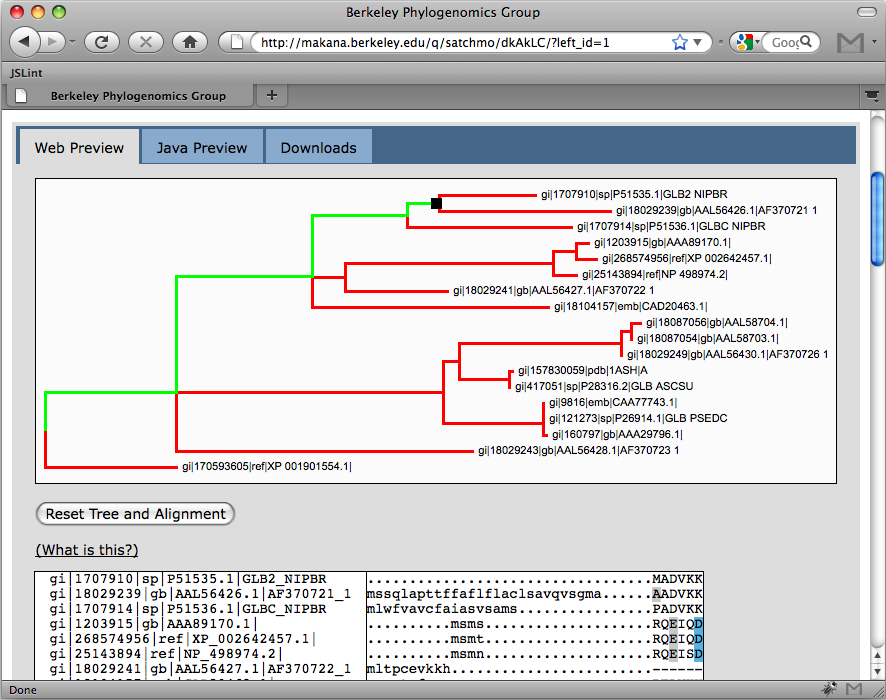 Berkeley Phylogenomics Group
http://makana.berkeley.edu/q/satchmo/dkAkLC/?left_id=1
JSLint
Berkeley Phylogenomics Group
Web Preview Java Preview Downloads
gi|1707910|sp|P51535.1|GLB2 NIPBR
gi|18029239|gb|AAL56426.1|AF370721 1
gi|1707914|sp|P51536.1|GLBC NIPBR
gi|1203915|gb|AAA89170.1|
gi|268574956|ref|XP 002642457.1|
gi|25143894|ref|NP 498974.2|
gi|18029241|gb|AAL56427.1|AF370722 1
gi|18104157|emb|CAD20463.1|
gi|18087056|gb|AAL58704.1|
gi|18087054|gb|AAL58703.1|
gi|18029249|gb|AAL56430.1|AF370726 1
gi|157830059|pdb|1ASH|A
gi|417051|sp|P28316.2|GLB ASCSU
gi|9816|emb|CAA77743.1|
gi|121273|sp|P26914.1|GLB PSEDC
gi|160797|gb|AAA29796.1|
gi|18029243|gb|AAL56428.1|AF370723 1
gi|170593605|ref|XP 001901554.1|
Reset Tree and Alignment
(What is this?)
gi|1707910|sp|P51535.1|GLB2_NIPBR ...................................MADVKK
gi|18029239|gb|AAL56426.1|AF370721_1 mssqlapttffaflflaclsavqvsgma......AADVKK
gi|1707914|sp|P51536.1|GLBC_NIPBR mlwfvavcfaiasvsams.................PADVKK
gi|1203915|gb|AAA89170.1| ..........msms.....................RQEIQD
gi|268574956|ref|XP_002642457.1| ..........msmt.....................RQEIQD
gi|25143894|ref|NP_498974.2| ..........msmn.....................RQEISD
gi|18029241|gb|AAL56427.1|AF370722_1 mltpcevkkh.........................------
Done